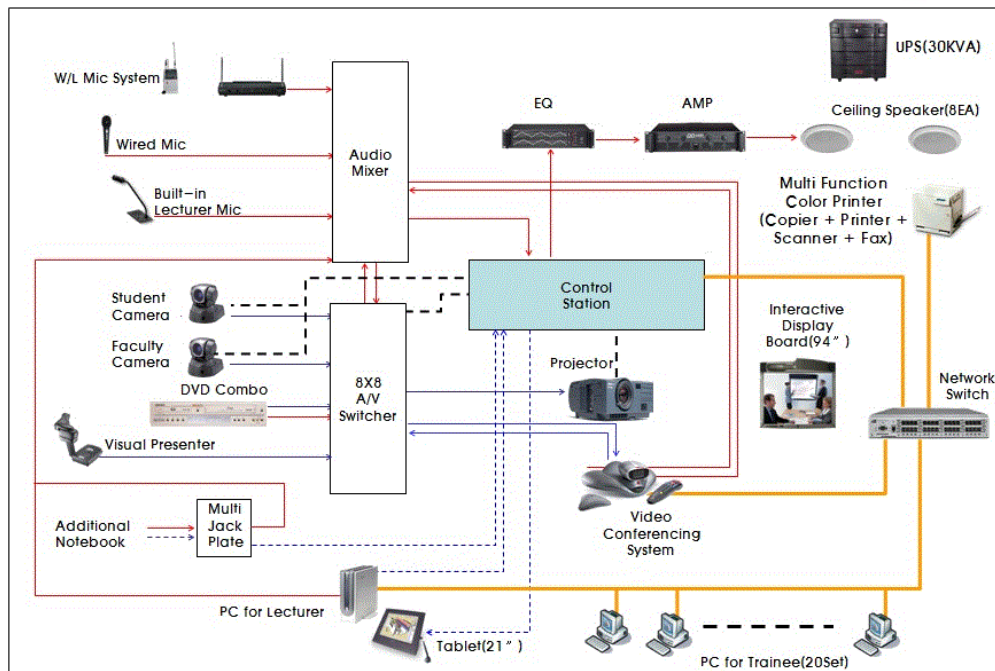 UPS(30KVA)
W/L Mic System
EQ
AMP
Ceiling Speaker(8EA)
Wired Mic
Audio
Mixer
Built-in
Lecturer Mic
Multi Function
Color Printer
(Copier + Printer +
Scanner + Fax)
Control
Station
Student
Camera
Interactive
Display
Board(94")
Faculty
Camera
Projector
Network
Switch
DVD Combo
8X8
A/V
Switcher
Visual Presenter
Multi
Jack
Plate
Additional
Notebook
Video
Conferencing
System
PC for Lecturer
Tablet(21")
PC for Trainee(20Set)